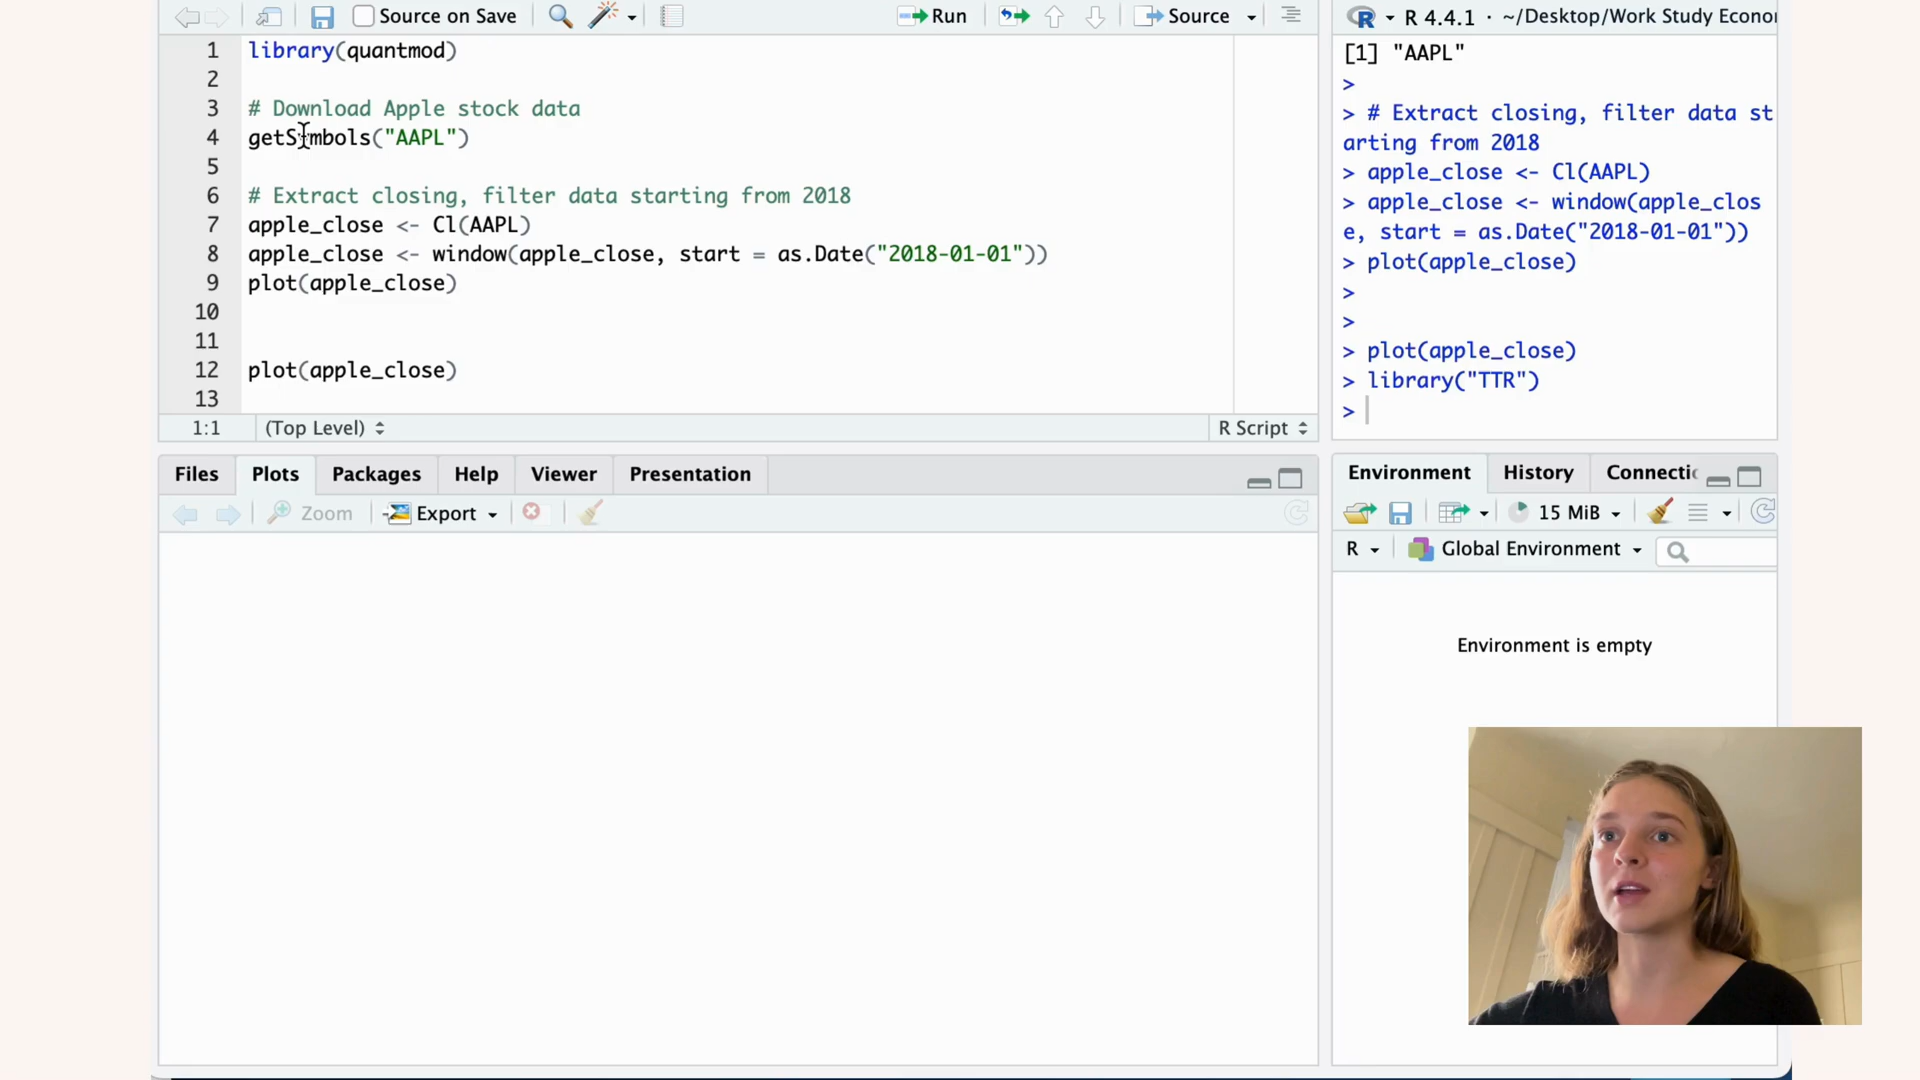 Source on Save
Run
Source
1 library(quantmod)
2
3 # Download Apple stock data
4 getSymbols("AAPL")
5
6 # Extract closing, filter data starting from 2018
7 apple_close <- Cl(AAPL)
8 apple_close <- window(apple_close, start = as.Date("2018-01-01"))
9 plot(apple_close)
10
11
12 plot(apple_close)
13
1:1 (Top Level) R Script
R 4.4.1 · ~/Desktop/Work Study Econo
[1] "AAPL"
>
> # Extract closing, filter data st
arting from 2018
> apple_close <- Cl(AAPL)
> apple_close <- window(apple_clos
e, start = as.Date("2018-01-01"))
> plot(apple_close)
>
>
> plot(apple_close)
> library("TTR")
>
Files Plots Packages Help Viewer Presentation
Zoom Export
Environment History Connecti
15 MiB
R Global Environment
Environment is empty